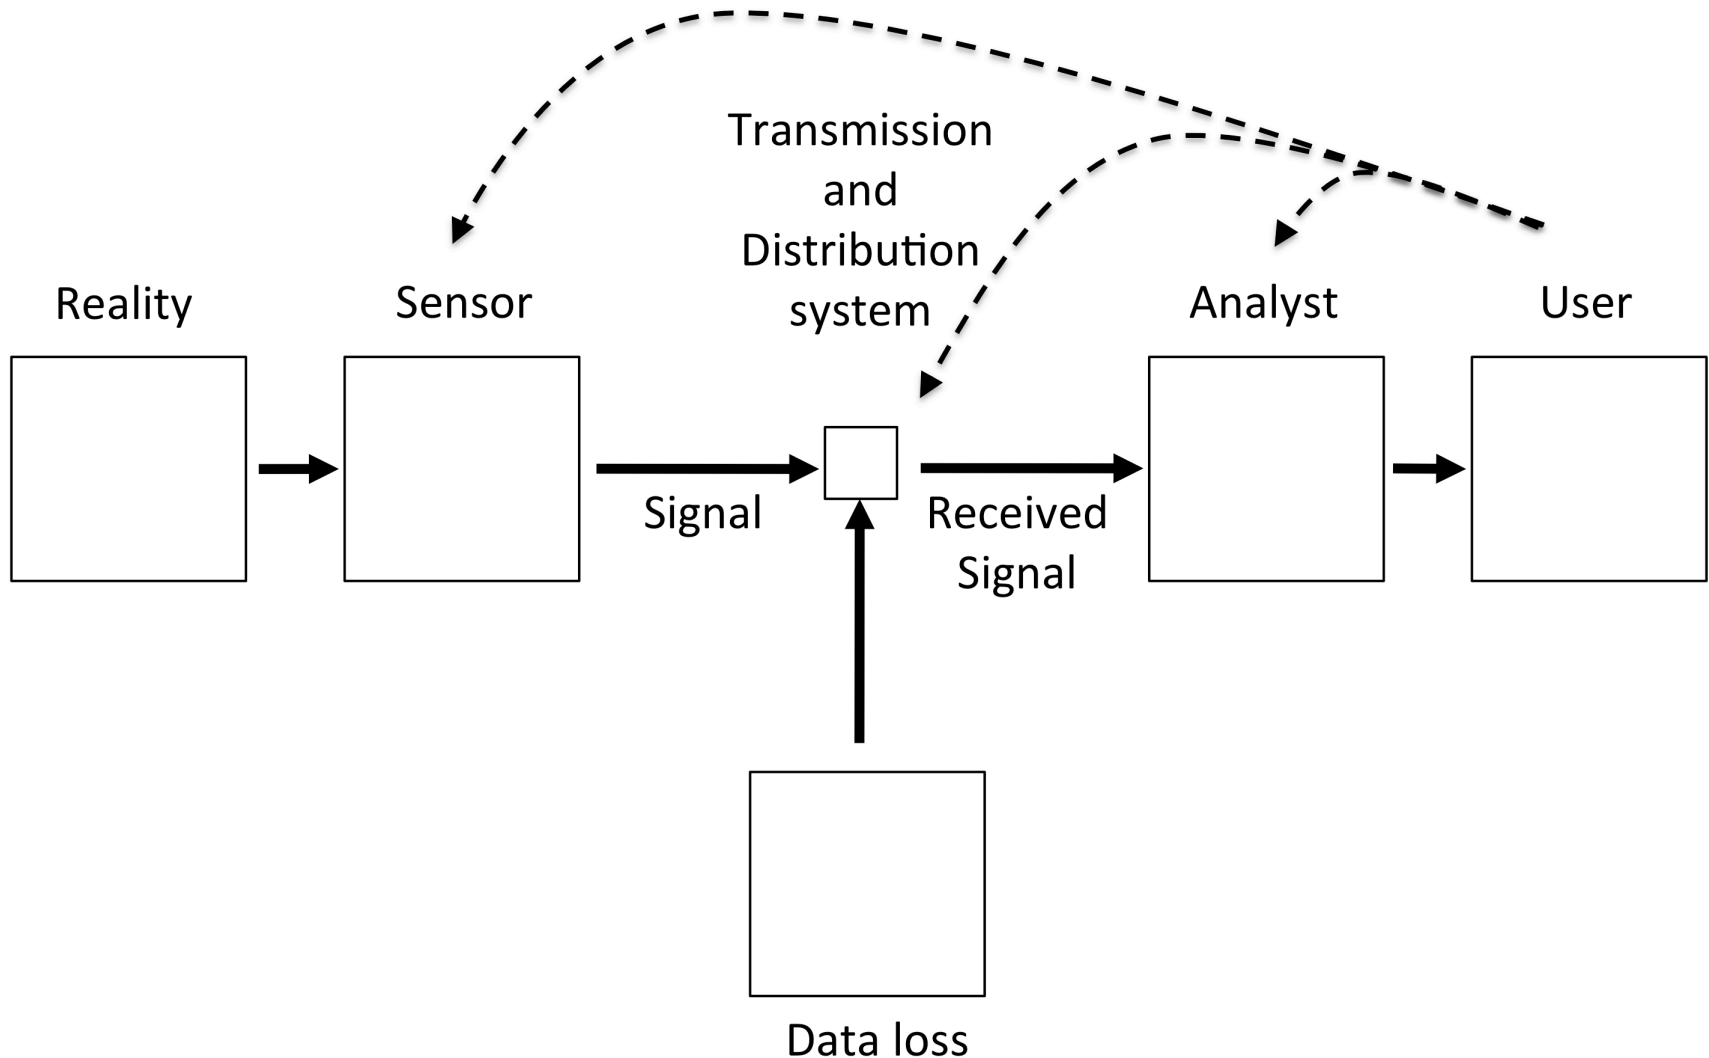 Transmission
and
Distribution
system
Reality
Sensor
Analyst
User
Signal
Received
Signal
Data loss